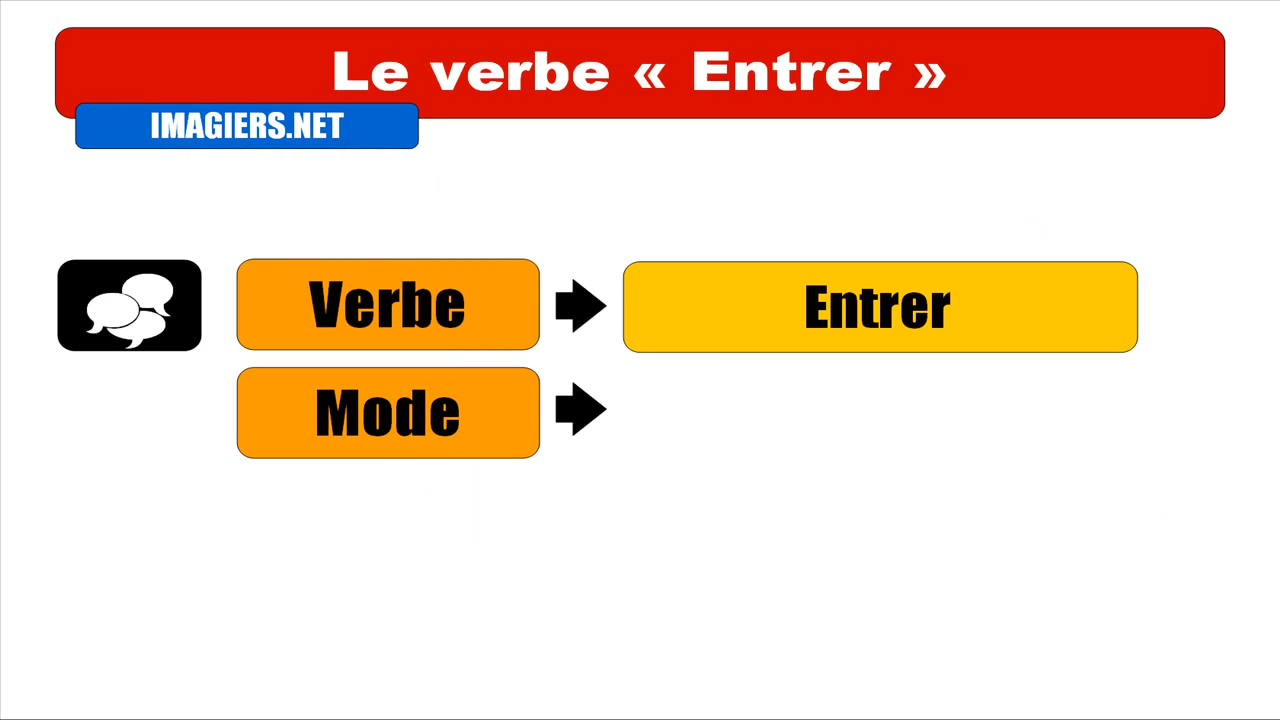 Le verbe « Entrer »
IMAGIERS.NET
Verbe
Entrer
Mode